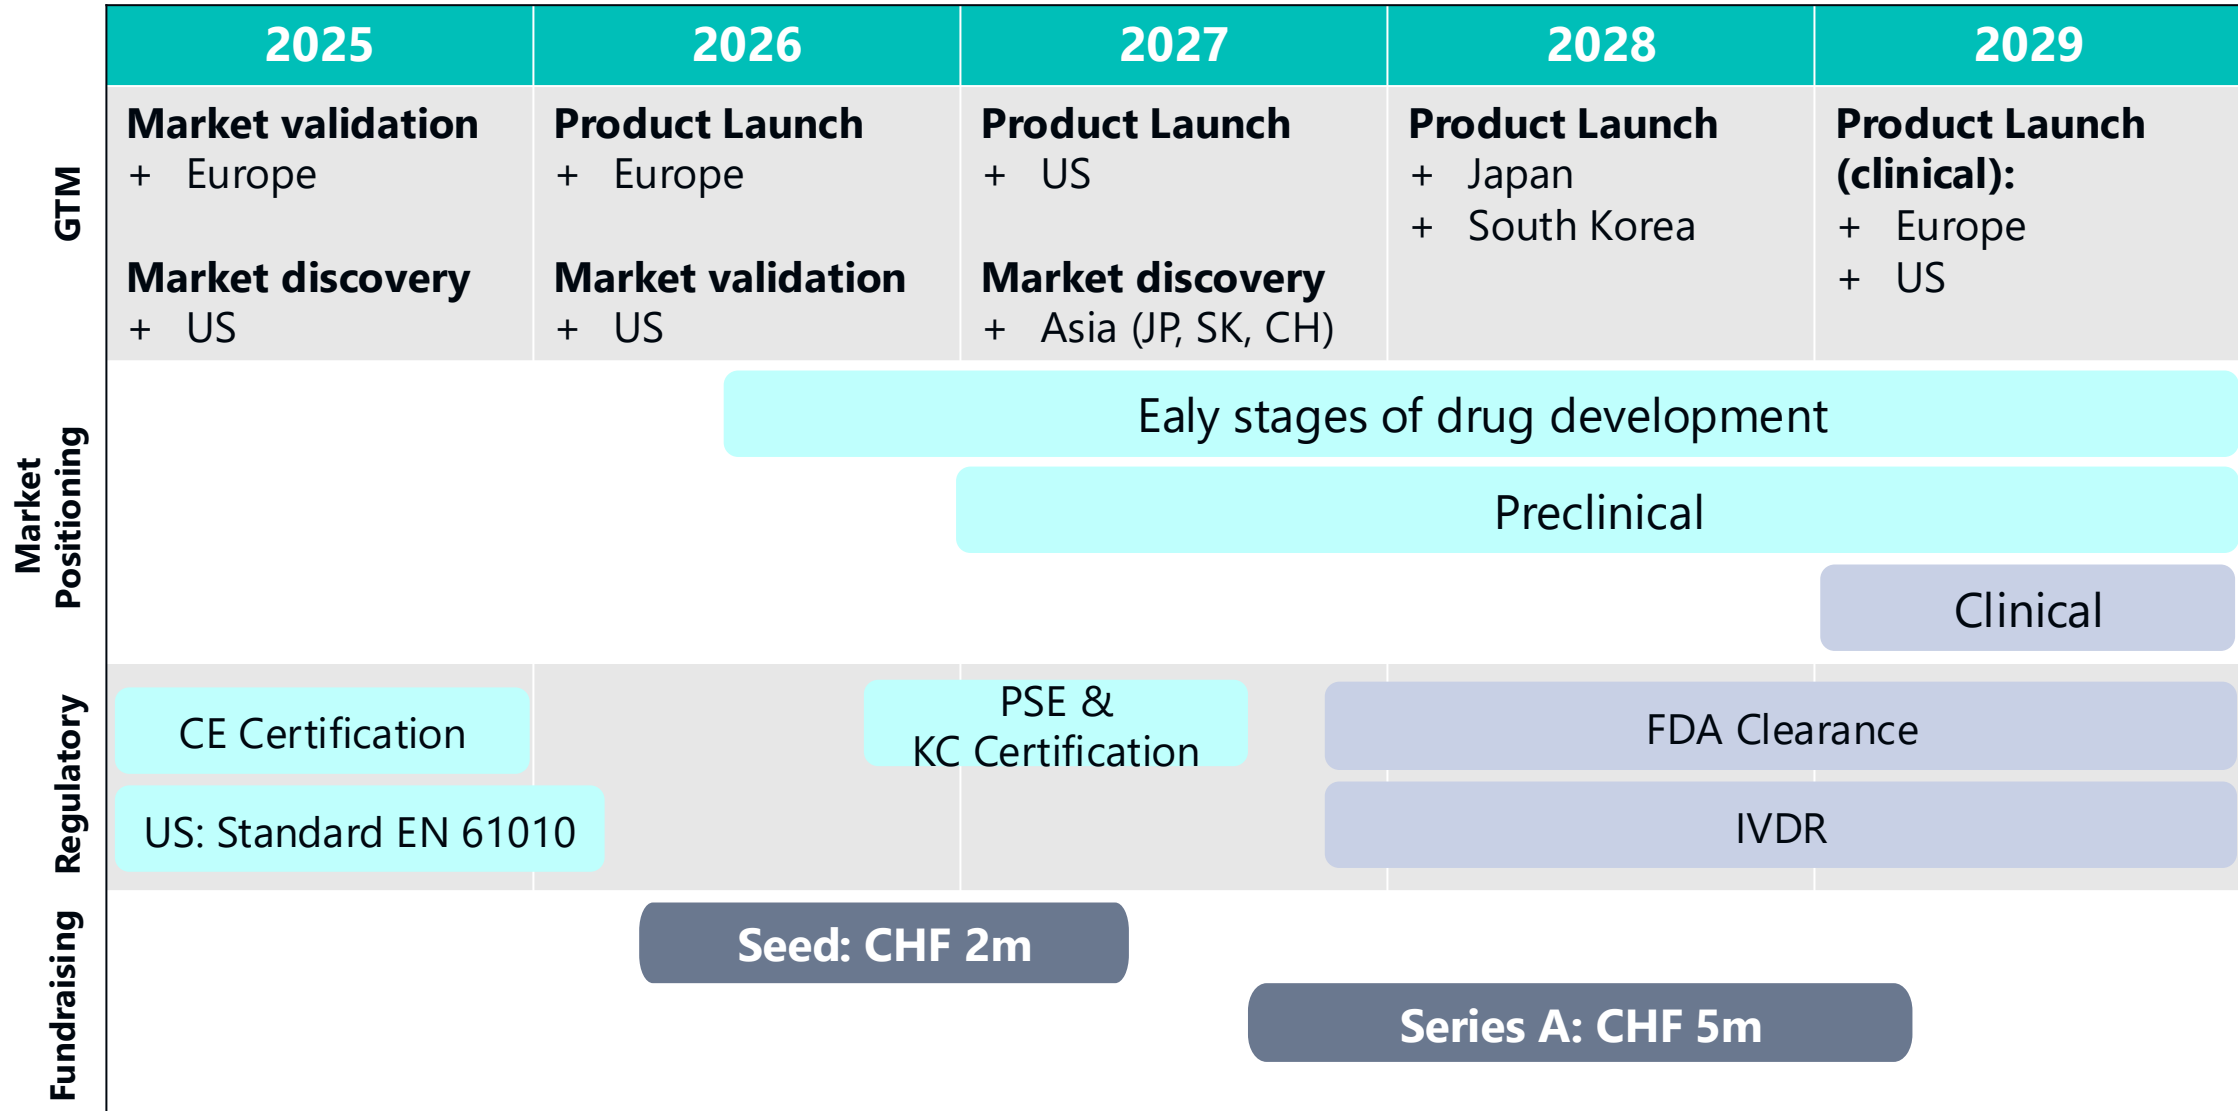 2025
2026
2027
2028
2029
GTM
Market validation
+ Europe
Market discovery
+ US
Product Launch
+ Europe
Market validation
+ US
Product Launch
+ US
Market discovery
+ Asia (JP, SK, CH)
Product Launch
+ Japan
+ South Korea
Product Launch
(clinical):
+ Europe
+ US
Market
Positioning
Ealy stages of drug development
Preclinical
Clinical
Regulatory
CE Certification
PSE &
KC Certification
FDA Clearance
US: Standard EN 61010
IVDR
Fundraising
Seed: CHF 2m
Series A: CHF 5m